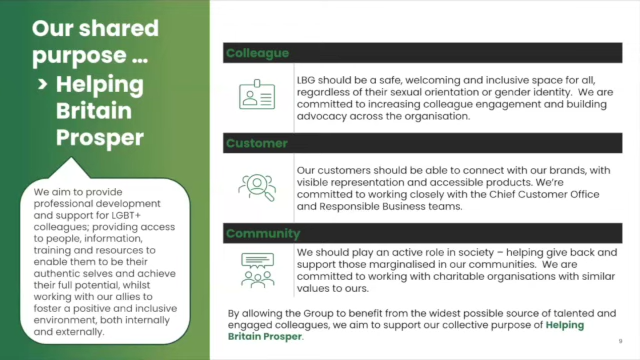 Our shared
purpose ...
> Helping
Britain
Prosper
We aim to provide
professional development
and support for LGBT+
colleagues; providing access
to people, information,
training and resources to
enable them to be their
authentic selves and achieve
their full potential, whilst
working with our allies to
foster a positive and inclusive
environment, both internally
and externally.
Colleague
LBG should be a safe, welcoming and inclusive space for all,
regardless of their sexual orientation or gender identity. We are
committed to increasing colleague engagement and building
advocacy across the organisation.
Customer
Our customers should be able to connect with our brands, with
visible representation and accessible products. We're
committed to working closely with the Chief Customer Office
and Responsible Business teams.
Community
We should play an active role in society – helping give back and
support those marginalised in our communities. We are
committed to working with charitable organisations with similar
values to ours.
By allowing the Group to benefit from the widest possible source of talented and
engaged colleagues, we aim to support our collective purpose of Helping
Britain Prosper.
9